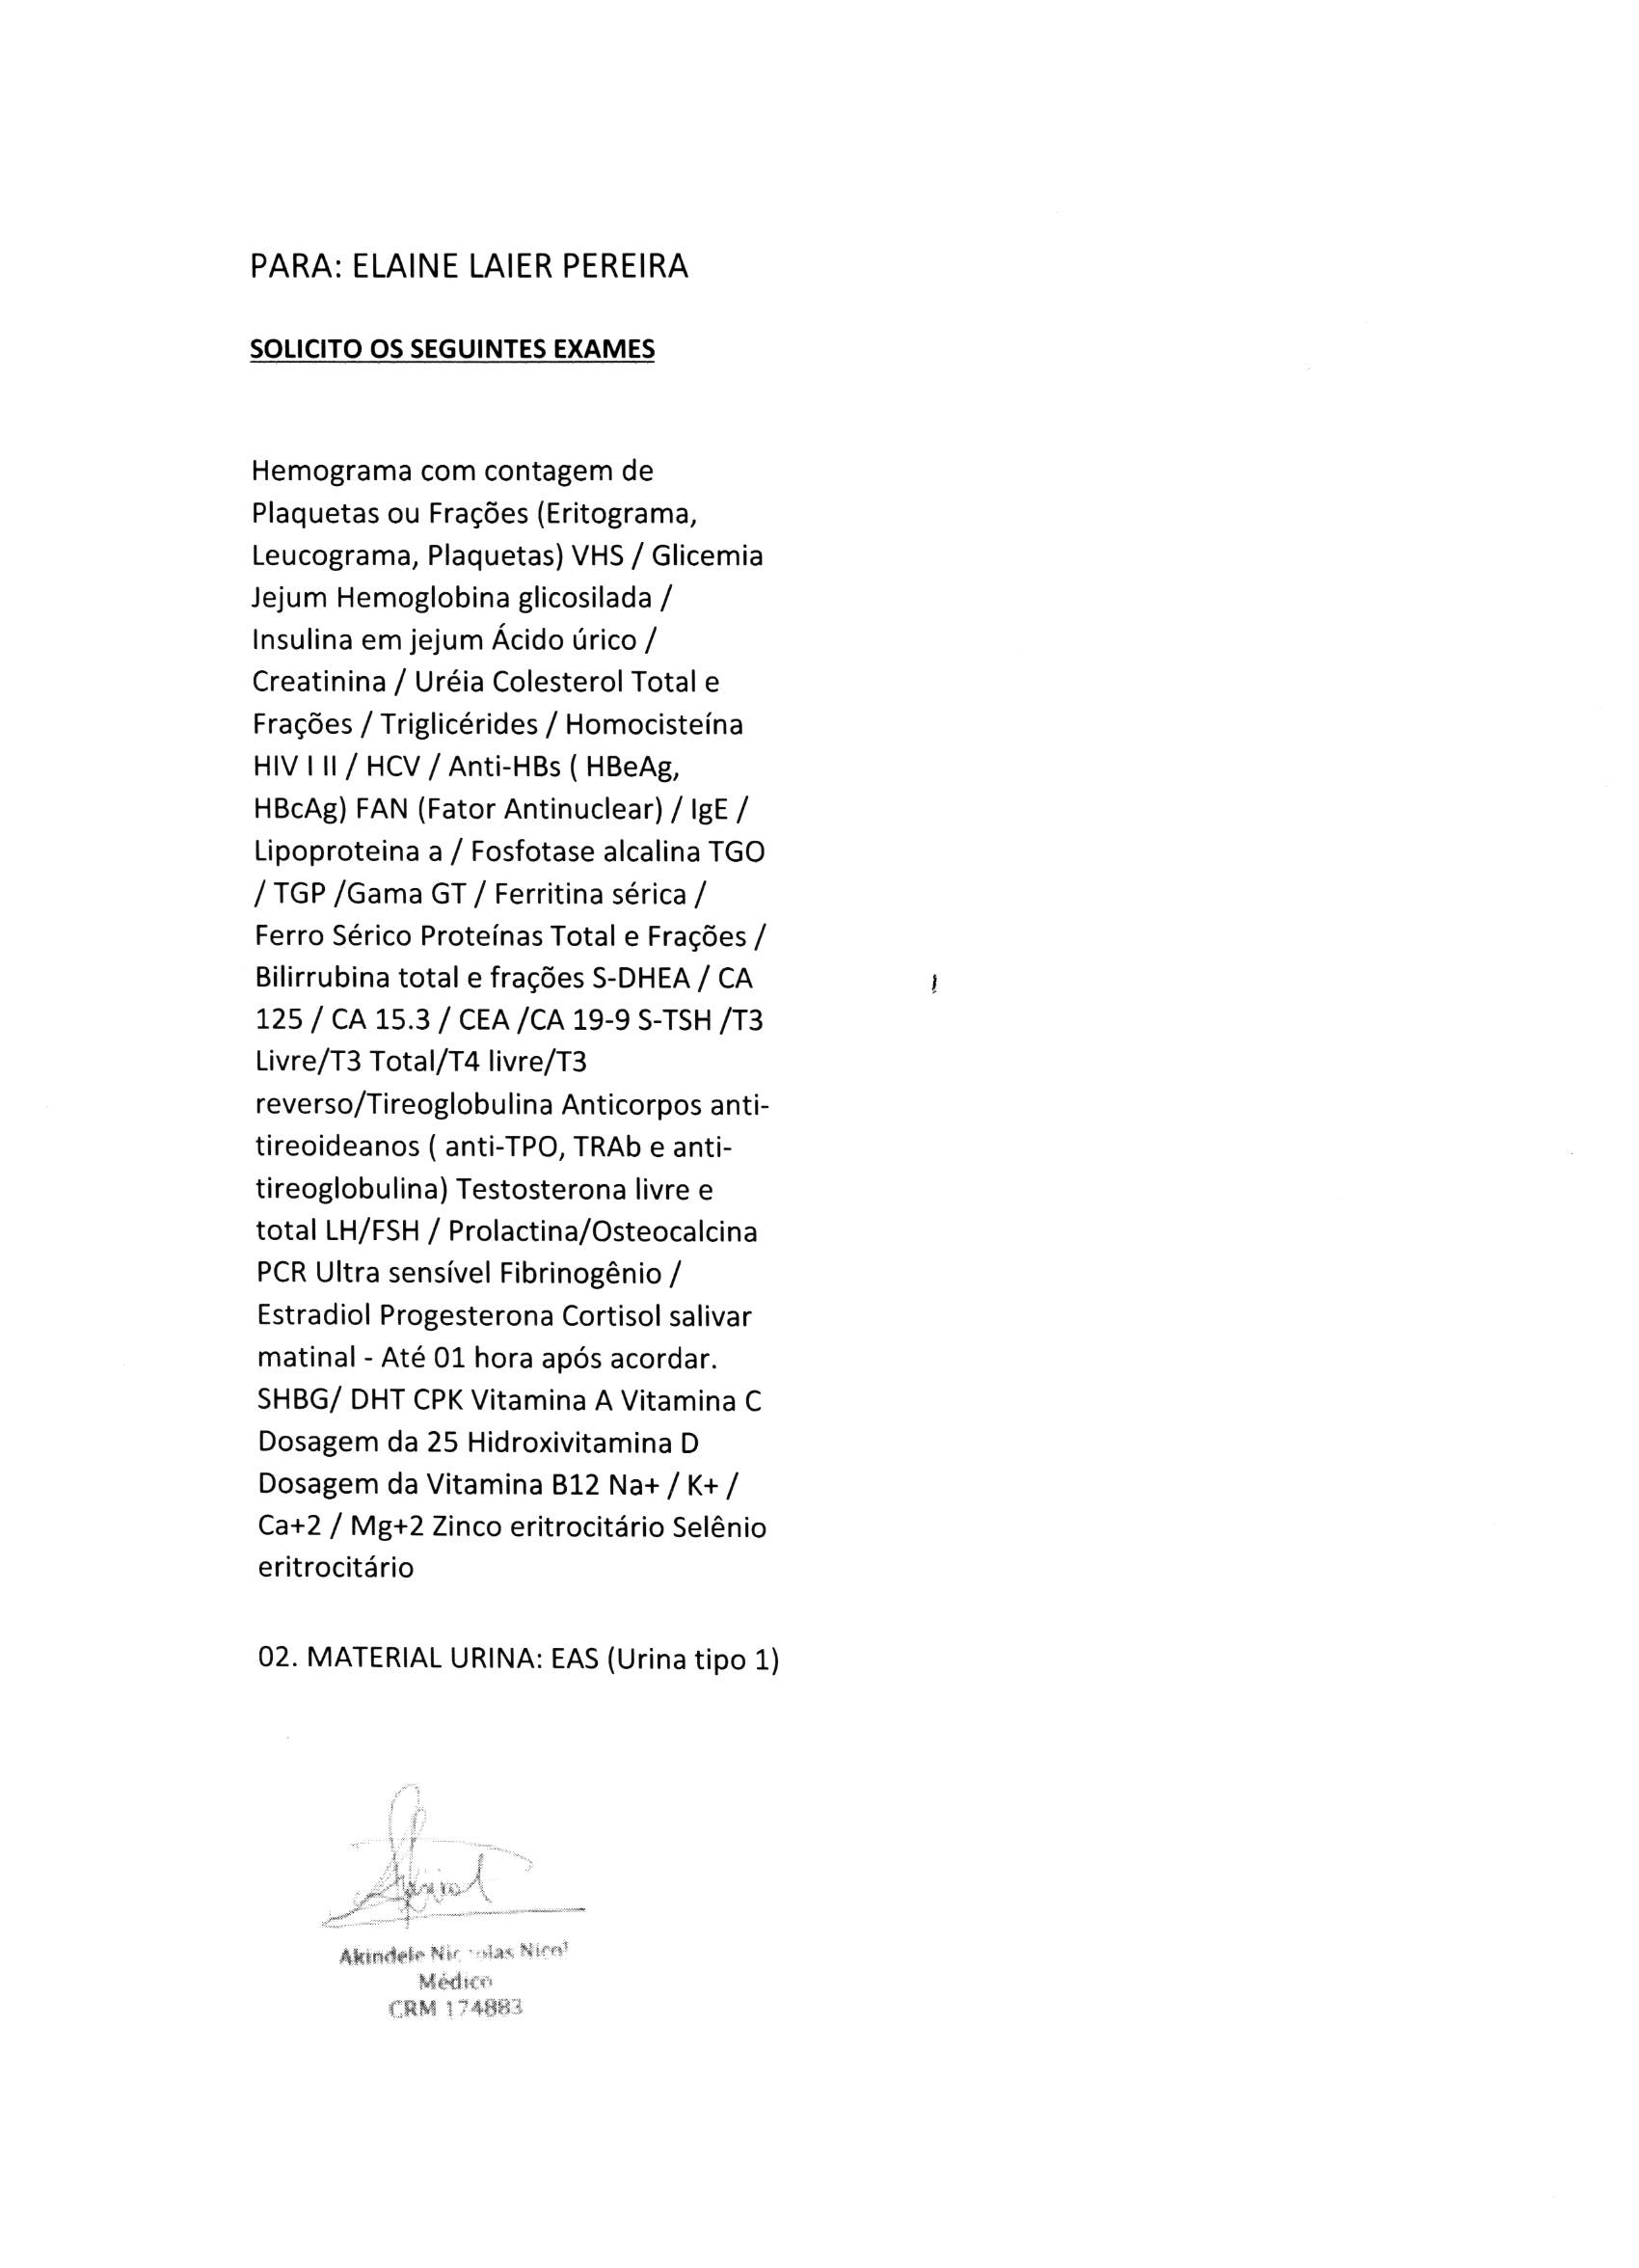 PARA: ELAINE LAIER PEREIRA
SOLICITO OS SEGUINTES EXAMES
Hemograma com contagem de
Plaquetas ou Frações (Eritograma,
Leucograma, Plaquetas) VHS / Glicemia
Jejum Hemoglobina glicosilada /
Insulina em jejum Ácido úrico /
Creatinina / Uréia Colesterol Total e
Frações / Triglicérides / Homocisteína
HIV I II / HCV / Anti-HBs ( HBeAg,
HBcAg) FAN (Fator Antinuclear) / IgE /
Lipoproteina a / Fosfotase alcalina TGO
/ TGP /Gama GT / Ferritina sérica /
Ferro Sérico Proteínas Total e Frações /
Bilirrubina total e frações S-DHEA / CA
125 / CA 15.3 / CEA /CA 19-9 S-TSH /T3
Livre/T3 Total/T4 livre/T3
reverso/Tireoglobulina Anticorpos anti-
tireoideanos ( anti-TPO, TRAb e anti-
tireoglobulina) Testosterona livre e
total LH/FSH / Prolactina/Osteocalcina
PCR Ultra sensível Fibrinogênio /
Estradiol Progesterona Cortisol salivar
matinal - Até 01 hora após acordar.
SHBG/ DHT CPK Vitamina A Vitamina C
Dosagem da 25 Hidroxivitamina D
Dosagem da Vitamina B12 Na+ / K+ /
Ca+2 / Mg+2 Zinco eritrocitário Selênio
eritrocitário
02. MATERIAL URINA: EAS (Urina tipo 1)
Akindele
Médico
CRM 174883